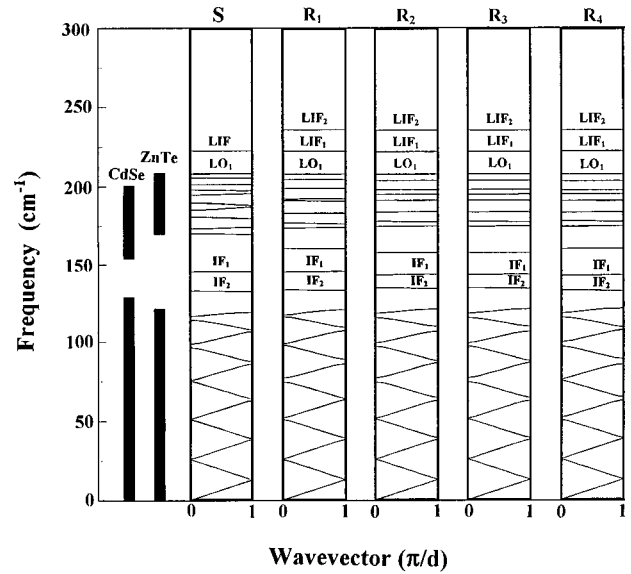 S R₁ R₂ R₃ R₄
300
250
LIF₂ LIF₂ LIF₂ LIF₂
LIF LIF₁ LIF₁ LIF₁ LIF₁
ZnTe
LO₁ LO₁ LO₁ LO₁ LO₁
CdSe
200
150
IF₁ IF₁ IF₁ IF₁ IF₁
IF₂ IF₂ IF₂ IF₂ IF₂
100
50
0
0 1 0 1 0 1 0 1 0 1
Frequency (cm⁻¹)
Wavevector (π/d)